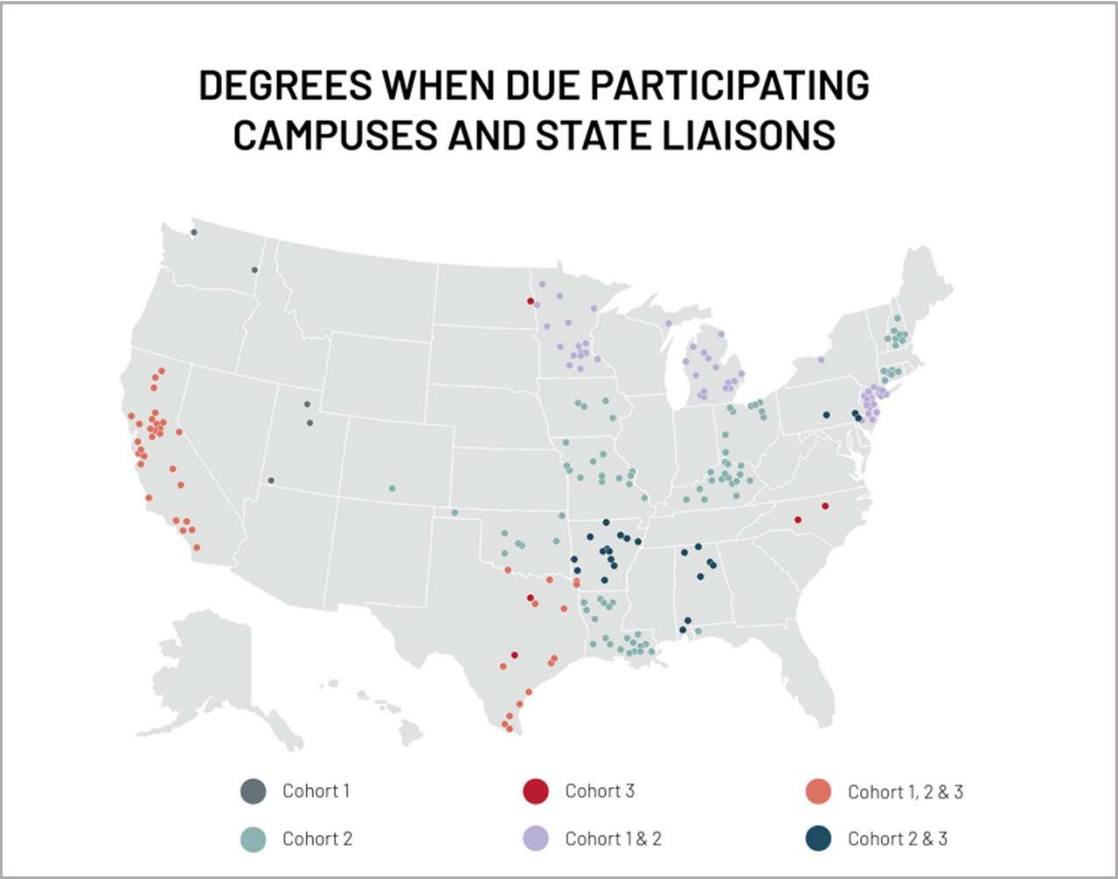 DEGREES WHEN DUE PARTICIPATING
CAMPUSES AND STATE LIAISONS
Cohort 1
Cohort 3
Cohort 1, 2 & 3
Cohort 2
Cohort 1 & 2
Cohort 2 & 3